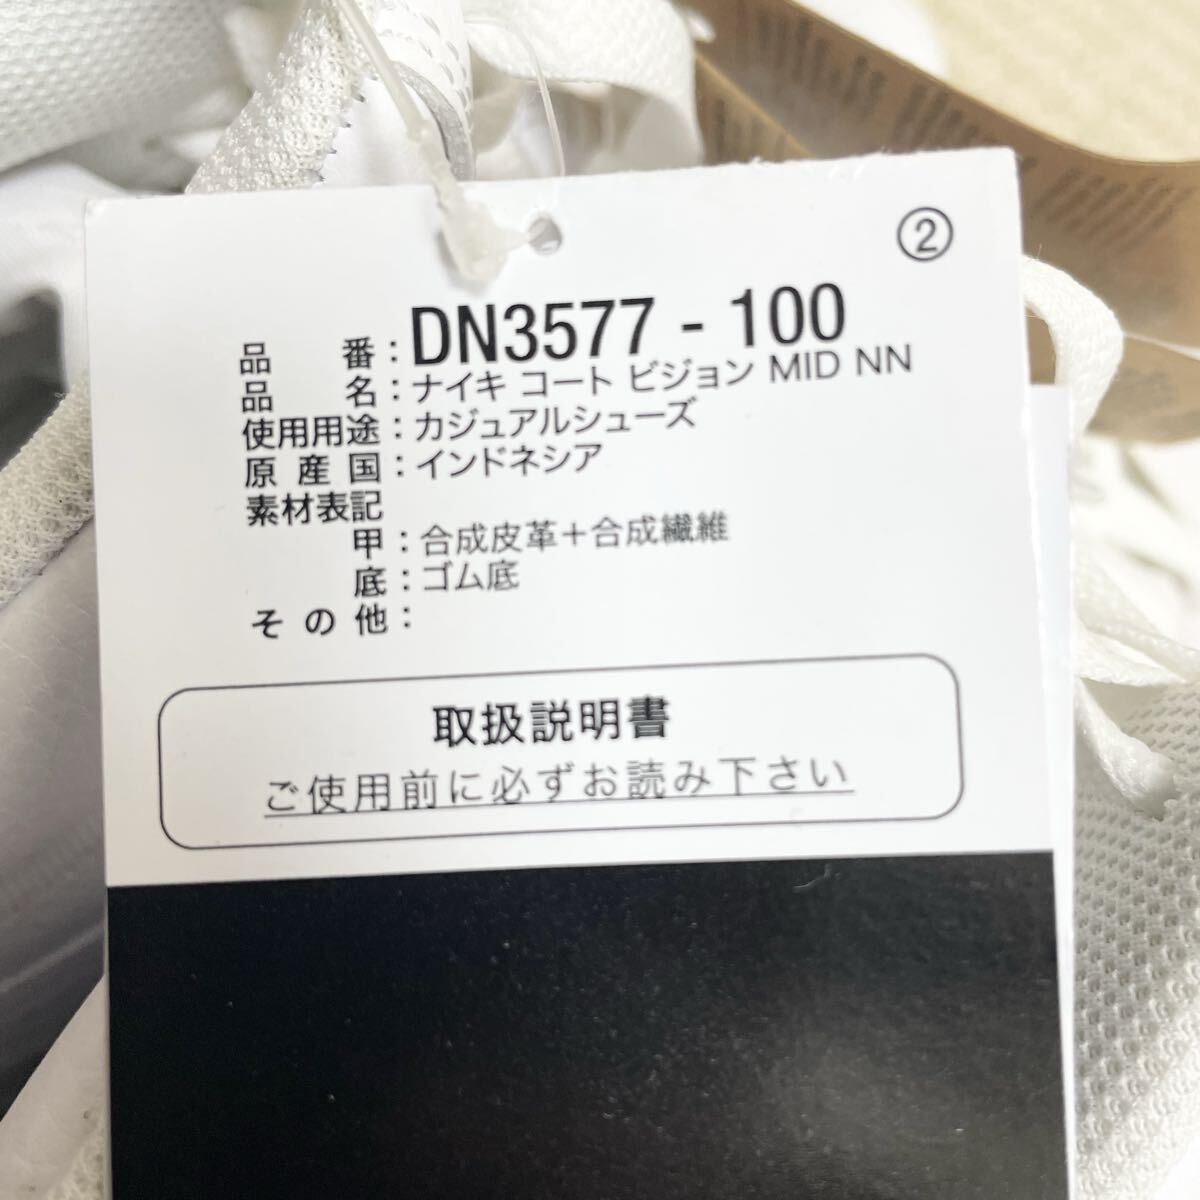 ②
品番：DN3577 - 100
品名：ナイキ コート ビジョン MID NN
使用用途：カジュアルシューズ
原産国：インドネシア
素材表記
甲：合成皮革＋合成繊維
底：ゴム底
その他：
取扱説明書
ご使用前に必ずお読み下さい